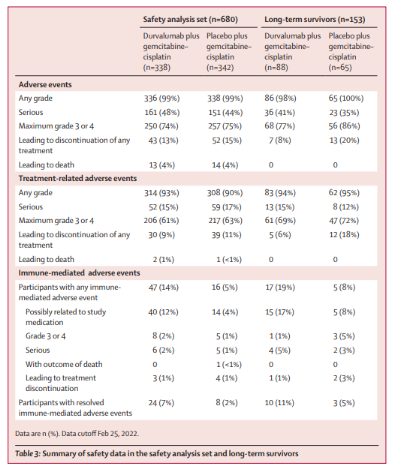 Safety analysis set (n=680) Long-term survivors (n=153)
Durvalumab plus Placebo plus Durvalumab plus Placebo plus
gemcitabine– gemcitabine– gemcitabine– gemcitabine–
cisplatin cisplatin cisplatin cisplatin
(n=338) (n=342) (n=88) (n=65)
Adverse events
Any grade 336 (99%) 338 (99%) 86 (98%) 65 (100%)
Serious 161 (48%) 151 (44%) 36 (41%) 23 (35%)
Maximum grade 3 or 4 250 (74%) 257 (75%) 68 (77%) 56 (86%)
Leading to discontinuation of any 43 (13%) 52 (15%) 7 (8%) 13 (20%)
treatment
Leading to death 13 (4%) 14 (4%) 0 0
Treatment-related adverse events
Any grade 314 (93%) 308 (90%) 83 (94%) 62 (95%)
Serious 52 (15%) 59 (17%) 13 (15%) 8 (12%)
Maximum grade 3 or 4 206 (61%) 217 (63%) 61 (69%) 47 (72%)
Leading to discontinuation of any 30 (9%) 39 (11%) 5 (6%) 12 (18%)
treatment
Leading to death 2 (1%) 1 (<1%) 0 0
Immune-mediated adverse events
Participants with any immune- 47 (14%) 16 (5%) 17 (19%) 5 (8%)
mediated adverse event
Possibly related to study 40 (12%) 14 (4%) 15 (17%) 5 (8%)
medication
Grade 3 or 4 8 (2%) 5 (1%) 1 (1%) 3 (5%)
Serious 6 (2%) 5 (1%) 4 (5%) 2 (3%)
With outcome of death 0 1 (<1%) 0 0
Leading to treatment 3 (1%) 4 (1%) 1 (1%) 2 (3%)
discontinuation
Participants with resolved 24 (7%) 8 (2%) 10 (11%) 3 (5%)
immune-mediated adverse events
Data are n (%). Data cutoff Feb 25, 2022.
Table 3: Summary of safety data in the safety analysis set and long-term survivors